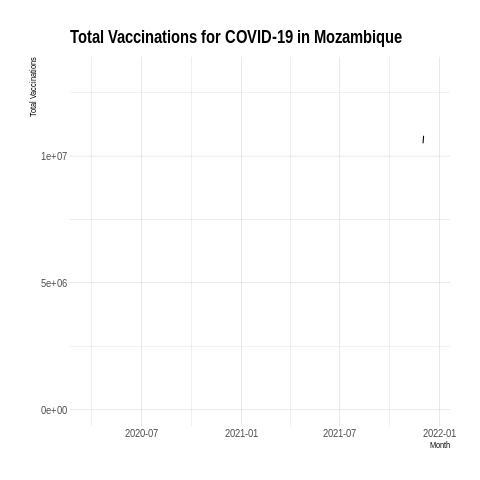 Total Vaccinations for COVID-19 in Mozambique
Total Vaccinations
1e+07
5e+06
0e+00
2020-07
2021-01
2021-07
2022-01
Month